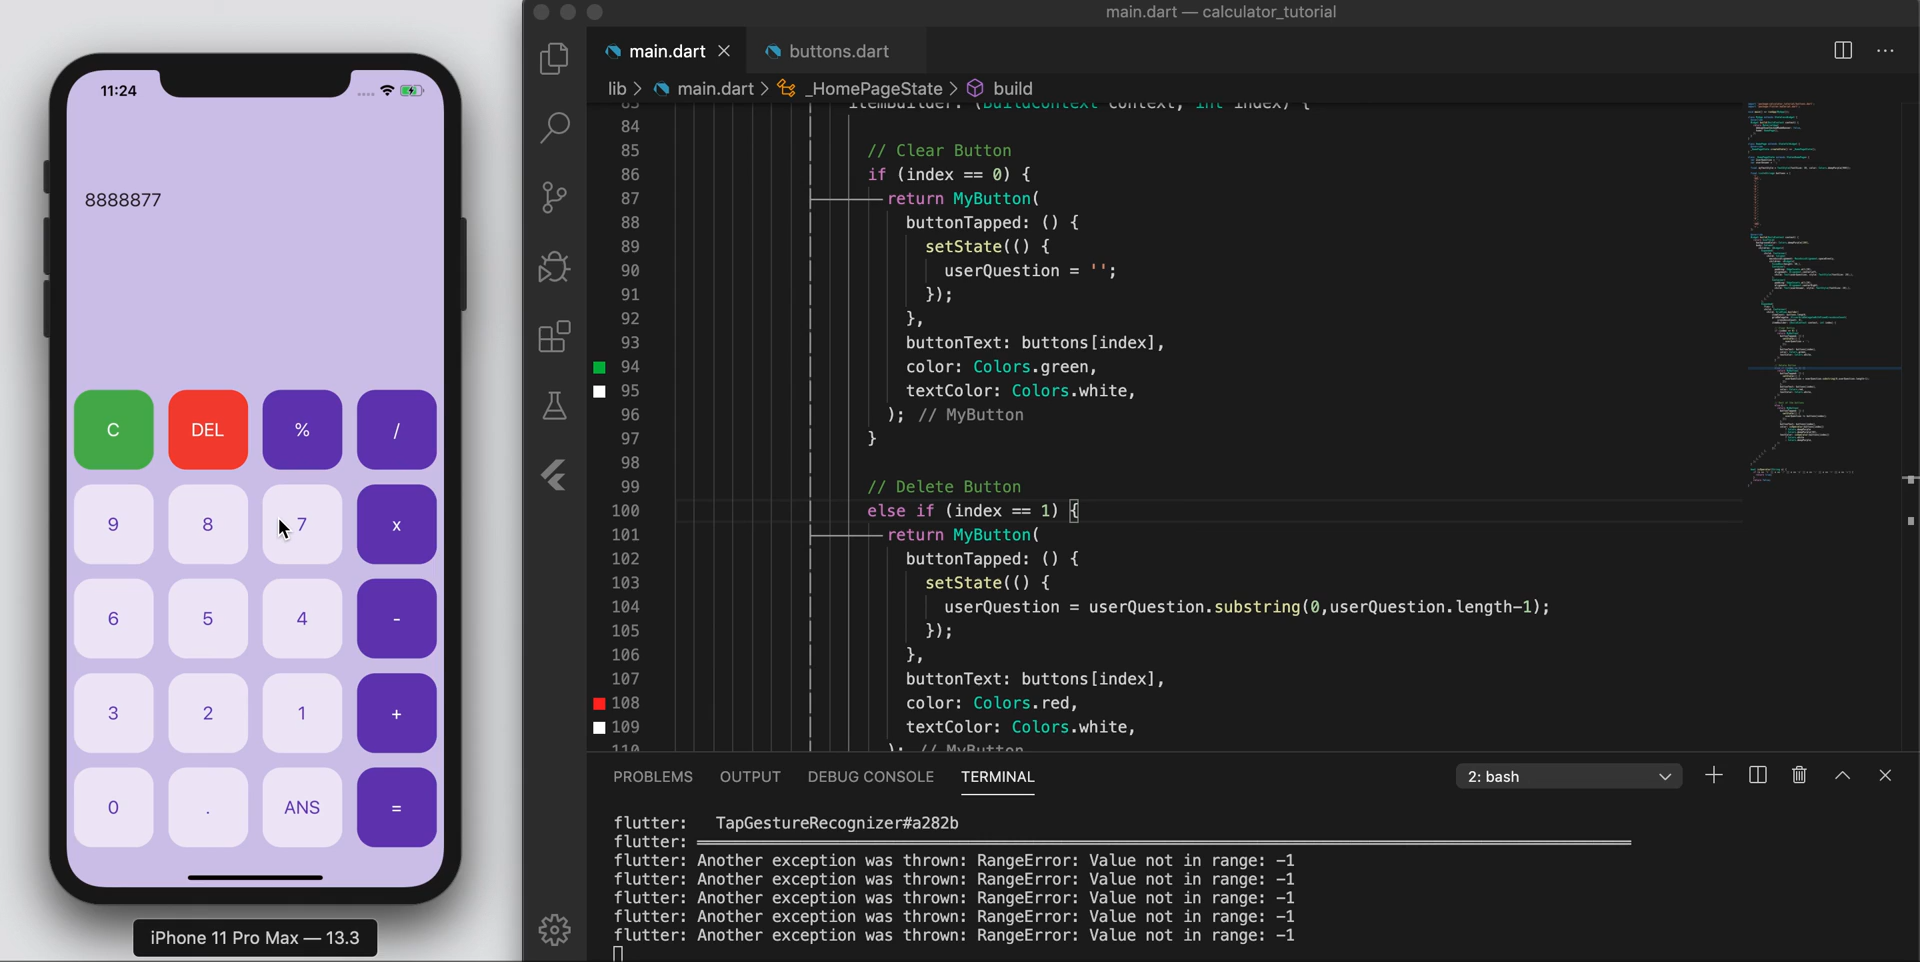 11:24
8888877
C DEL % /
9 8 7 x
6 5 4 -
3 2 1 +
0 . ANS =
iPhone 11 Pro Max — 13.3
main.dart — calculator_tutorial
main.dart
buttons.dart
lib > main.dart > _HomePageState > build
83 itemBuilder: (BuildContext context, int index) {
84
85 // Clear Button
86 if (index == 0) {
87 return MyButton(
88 buttonTapped: () {
89 setState(() {
90 userQuestion = '';
91 });
92 },
93 buttonText: buttons[index],
94 color: Colors.green,
95 textColor: Colors.white,
96 ); // MyButton
97 }
98
99 // Delete Button
100 else if (index == 1) {
101 return MyButton(
102 buttonTapped: () {
103 setState(() {
104 userQuestion = userQuestion.substring(0,userQuestion.length-1);
105 });
106 },
107 buttonText: buttons[index],
108 color: Colors.red,
109 textColor: Colors.white,
110 ); // MyButton
PROBLEMS OUTPUT DEBUG CONSOLE TERMINAL
2: bash
flutter: TapGestureRecognizer#a282b
flutter:
flutter: Another exception was thrown: RangeError: Value not in range: -1
flutter: Another exception was thrown: RangeError: Value not in range: -1
flutter: Another exception was thrown: RangeError: Value not in range: -1
flutter: Another exception was thrown: RangeError: Value not in range: -1
flutter: Another exception was thrown: RangeError: Value not in range: -1